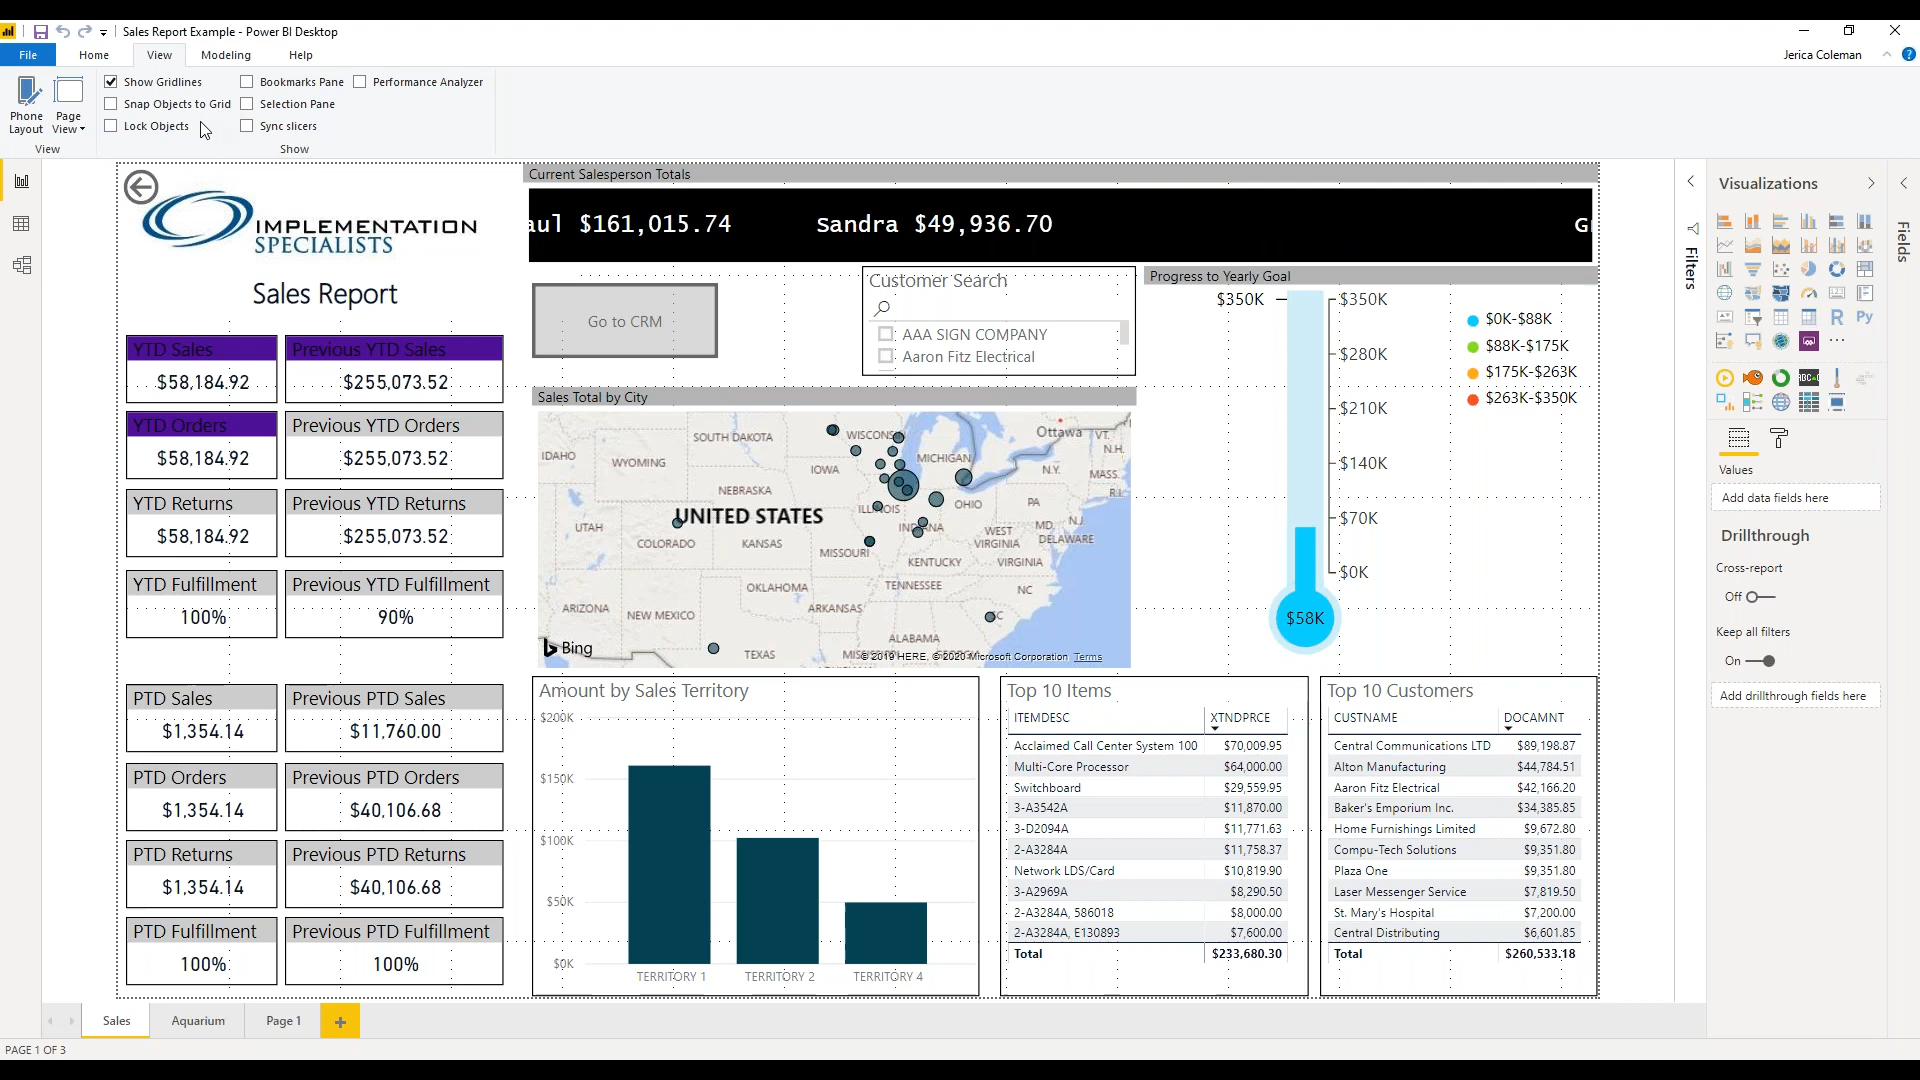 Sales Report Example - Power BI Desktop
File Home View Modeling Help
Jerica Coleman
Phone Layout
Page View
View
Show Gridlines
Snap Objects to Grid
Lock Objects
Bookmarks Pane
Selection Pane
Sync slicers
Performance Analyzer
Show
IMPLEMENTATION
SPECIALISTS
Sales Report
YTD Sales
$58,184.92
Previous YTD Sales
$255,073.52
YTD Orders
$58,184.92
Previous YTD Orders
$255,073.52
YTD Returns
$58,184.92
Previous YTD Returns
$255,073.52
YTD Fulfillment
100%
Previous YTD Fulfillment
90%
PTD Sales
$1,354.14
Previous PTD Sales
$11,760.00
PTD Orders
$1,354.14
Previous PTD Orders
$40,106.68
PTD Returns
$1,354.14
Previous PTD Returns
$40,106.68
PTD Fulfillment
100%
Previous PTD Fulfillment
100%
Current Salesperson Totals
aul $161,015.74 Sandra $49,936.70 G
Go to CRM
Customer Search
AAA SIGN COMPANY
Aaron Fitz Electrical
Sales Total by City
SOUTH DAKOTA
WISCONSIN
Ottawa
VT.
N.H.
IDAHO
WYOMING
IOWA
MICHIGAN
N.Y.
MASS.
R.I.
NEBRASKA
ILLINOIS
OHIO
PA
UNITED STATES
UTAH
INDIANA
N.J.
MD.
COLORADO
KANSAS
MISSOURI
WEST VIRGINIA
DELAWARE
KENTUCKY
VIRGINIA
OKLAHOMA
TENNESSEE
NC
ARIZONA
NEW MEXICO
ARKANSAS
SC
ALABAMA
TEXAS
Bing
© 2019 HERE, © 2020 Microsoft Corporation Terms
Progress to Yearly Goal
$350K
$350K
$280K
$210K
$140K
$70K
$0K
$58K
$0K-$88K
$88K-$175K
$175K-$263K
$263K-$350K
Amount by Sales Territory
$200K
$150K
$100K
$50K
$0K
TERRITORY 1 TERRITORY 2 TERRITORY 4
Top 10 Items
ITEMDESC XTNDPRCE
Acclaimed Call Center System 100 $70,009.95
Multi-Core Processor $64,000.00
Switchboard $29,559.95
3-A3542A $11,870.00
3-D2094A $11,771.63
2-A3284A $11,758.37
Network LDS/Card $10,819.90
3-A2969A $8,290.50
2-A3284A, 586018 $8,000.00
2-A3284A, E130893 $7,600.00
Total $233,680.30
Top 10 Customers
CUSTNAME DOCAMNT
Central Communications LTD $89,198.87
Alton Manufacturing $44,784.51
Aaron Fitz Electrical $42,166.20
Baker's Emporium Inc. $34,385.85
Home Furnishings Limited $9,672.80
Compu-Tech Solutions $9,351.80
Plaza One $9,351.80
Laser Messenger Service $7,819.50
St. Mary's Hospital $7,200.00
Central Distributing $6,601.85
Total $260,533.18
Filters
Visualizations
R Py
Values
Add data fields here
Drillthrough
Cross-report
Off
Keep all filters
On
Add drillthrough fields here
Fields
Sales Aquarium Page 1
PAGE 1 OF 3